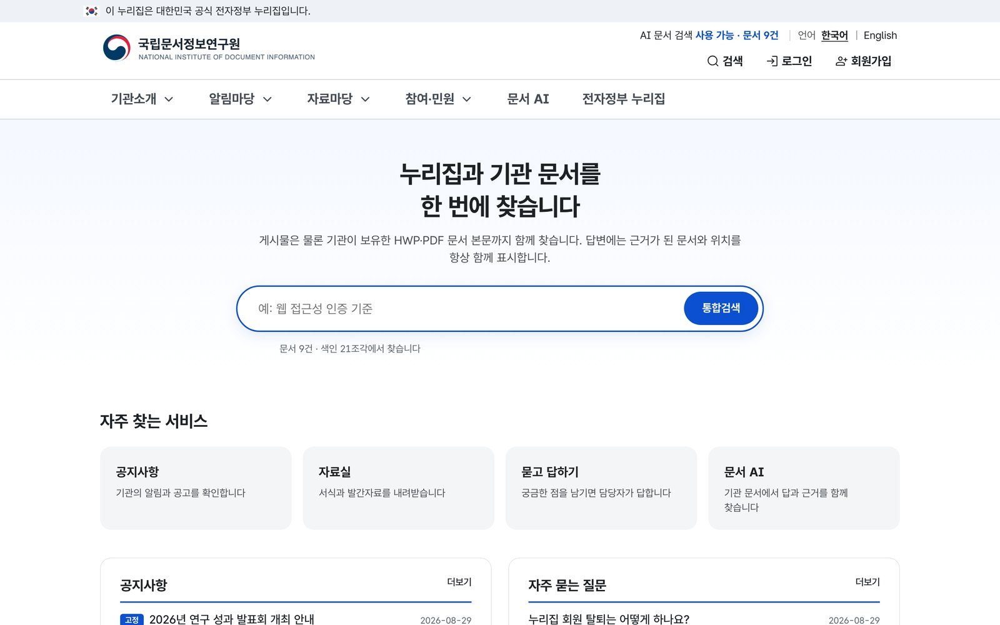 이 누리집은 대한민국 공식 전자정부 누리집입니다.
국립문서정보연구원
NATIONAL INSTITUTE OF DOCUMENT INFORMATION
AI 문서 검색 사용 가능 · 문서 9건 언어 한국어 English
검색 로그인 회원가입
기관소개 알림마당 자료마당 참여·민원 문서 AI 전자정부 누리집
누리집과 기관 문서를
한 번에 찾습니다
게시물은 물론 기관이 보유한 HWP·PDF 문서 본문까지 함께 찾습니다. 답변에는 근거가 된 문서와 위치를
항상 함께 표시합니다.
예: 웹 접근성 인증 기준
통합검색
문서 9건 · 색인 21조각에서 찾습니다
자주 찾는 서비스
공지사항
기관의 알림과 공고를 확인합니다
자료실
서식과 발간자료를 내려받습니다
묻고 답하기
궁금한 점을 남기면 담당자가 답합니다
문서 AI
기관 문서에서 답과 근거를 함께
찾습니다
공지사항 더보기
고정 2026년 연구 성과 발표회 개최 안내 2026-08-29
자주 묻는 질문 더보기
누리집 회원 탈퇴는 어떻게 하나요? 2026-08-29